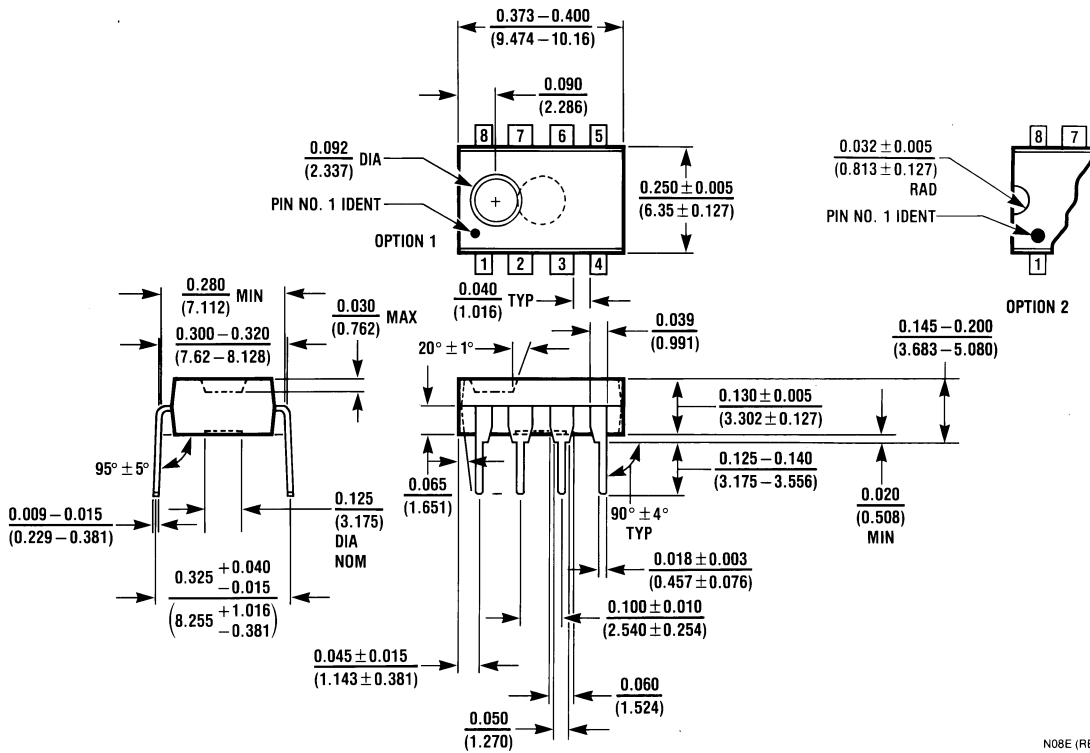 0.373 – 0.400
(9.474 – 10.16)
0.090
(2.286)
8 7 6 5
0.092 DIA
(2.337)
PIN NO. 1 IDENT
OPTION 1
1 2 3 4
0.250 ± 0.005
(6.35 ± 0.127)
0.032 ± 0.005
(0.813 ± 0.127)
RAD
PIN NO. 1 IDENT
8 7
1
OPTION 2
0.280 MIN
(7.112)
0.300 – 0.320
(7.62 – 8.128)
0.030 MAX
(0.762)
0.040 TYP
(1.016)
0.039
(0.991)
0.145 – 0.200
(3.683 – 5.080)
20° ± 1°
0.130 ± 0.005
(3.302 ± 0.127)
95° ± 5°
0.065
(1.651)
0.125 – 0.140
(3.175 – 3.556)
0.020
(0.508)
MIN
90° ± 4°
TYP
0.009 – 0.015
(0.229 – 0.381)
0.125
(3.175)
DIA
NOM
0.018 ± 0.003
(0.457 ± 0.076)
0.325 +0.040
–0.015
(8.255 +1.016
–0.381)
0.100 ± 0.010
(2.540 ± 0.254)
0.045 ± 0.015
(1.143 ± 0.381)
0.060
(1.524)
0.050
(1.270)
N08E